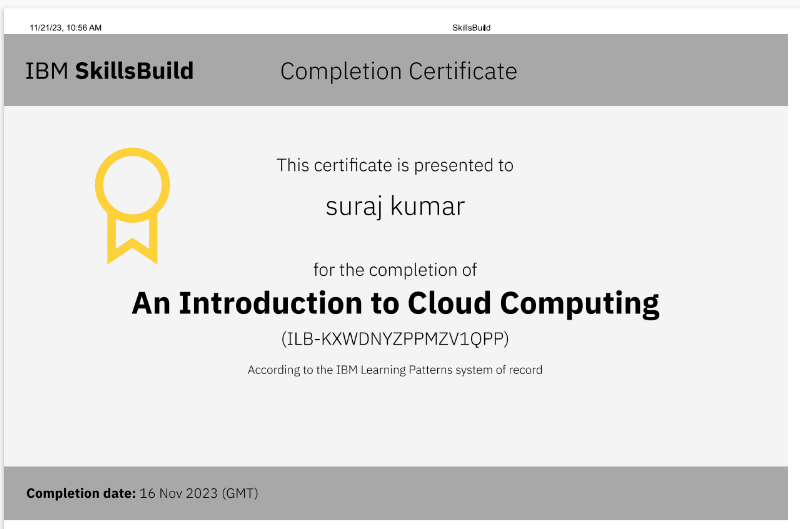 11/21/23, 10:56 AM SkillsBuild
IBM SkillsBuild Completion Certificate
This certificate is presented to
suraj kumar
for the completion of
An Introduction to Cloud Computing
(ILB-KXWDNYZPPMZV1QPP)
According to the IBM Learning Patterns system of record
Completion date: 16 Nov 2023 (GMT)